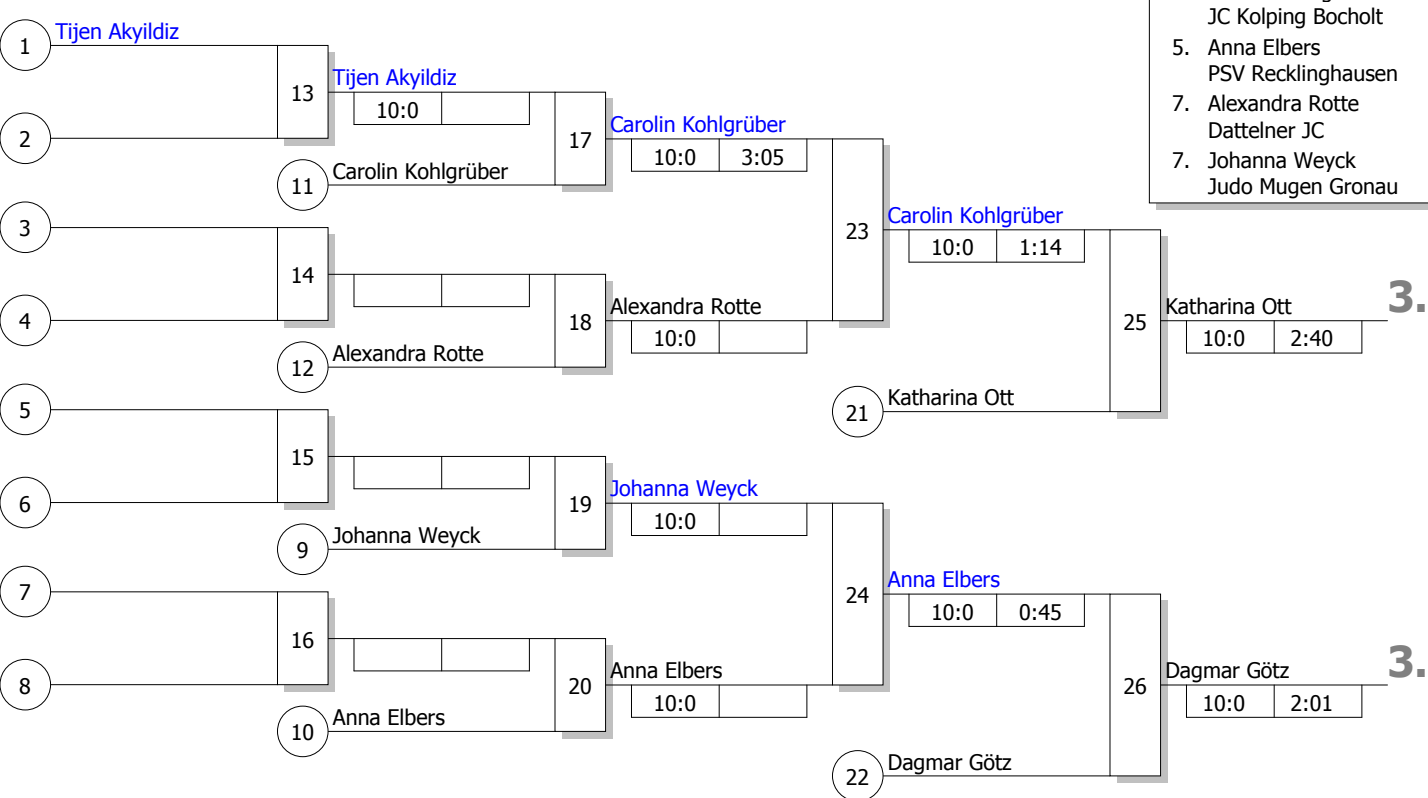 JC Kolping Bocholt
5. Anna Elbers
PSV Recklinghausen
7. Alexandra Rotte
Dattelner JC
7. Johanna Weyck
Judo Mugen Gronau
1 Tijen Akyildiz
2
13 Tijen Akyildiz
10:0
11 Carolin Kohlgrüber
17 Carolin Kohlgrüber
10:0 3:05
3
4
14
12 Alexandra Rotte
18 Alexandra Rotte
10:0
23 Carolin Kohlgrüber
10:0 1:14
21 Katharina Ott
25 Katharina Ott 3.
10:0 2:40
5
6
15
9 Johanna Weyck
19 Johanna Weyck
10:0
7
8
16
10 Anna Elbers
20 Anna Elbers
10:0
24 Anna Elbers
10:0 0:45
22 Dagmar Götz
26 Dagmar Götz 3.
10:0 2:01